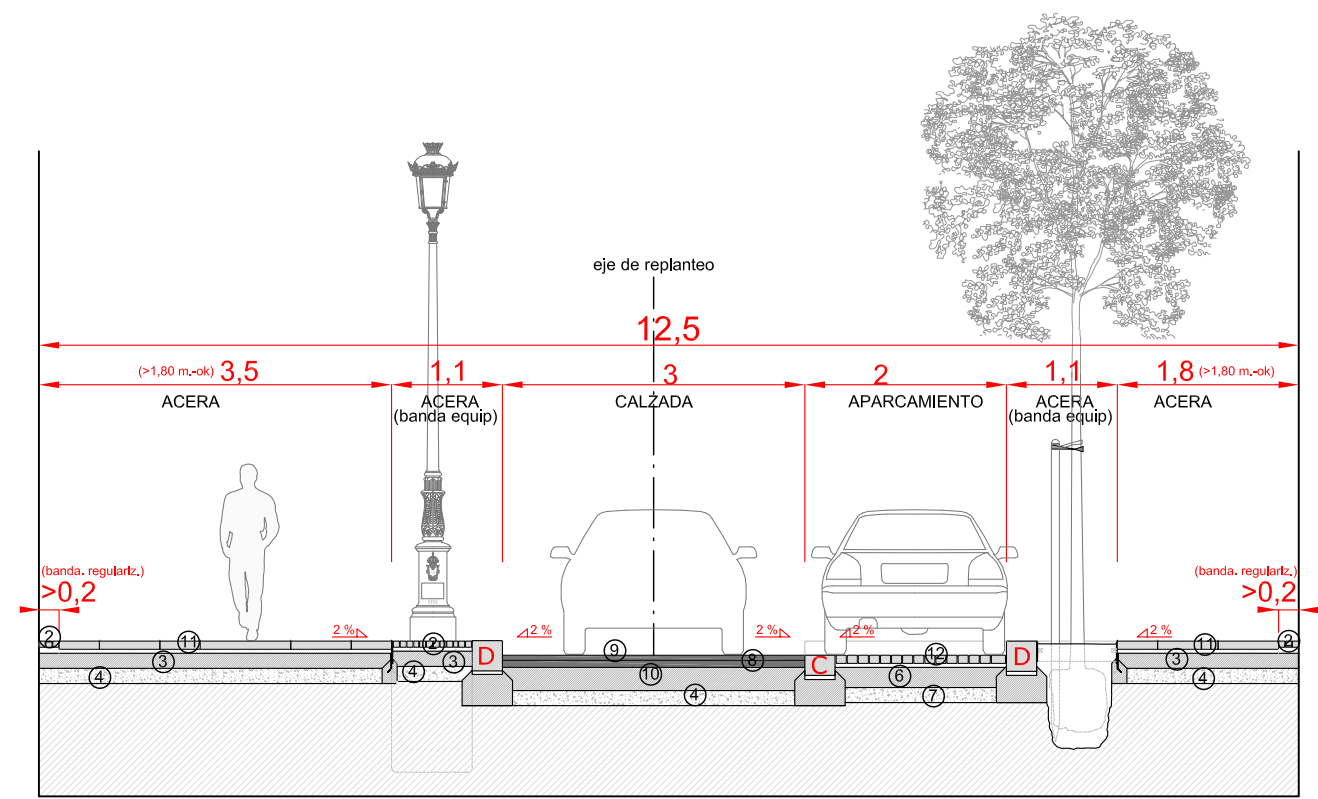 eje de replanteo
12,5
(>1,80 m.-ok) 3,5
1,1
3
2
1,1
1,8 (>1,80 m.-ok)
ACERA
ACERA
(banda equip)
CALZADA
APARCAMIENTO
ACERA
(banda equip)
ACERA
(banda. regulariz.)
>0,2
(banda. regulariz.)
>0,2
2 %
2 %
2 %
2 %
2 %
2
11
3
4
2
3
4
D
9
8
10
4
C
12
6
7
D
11
2
3
4